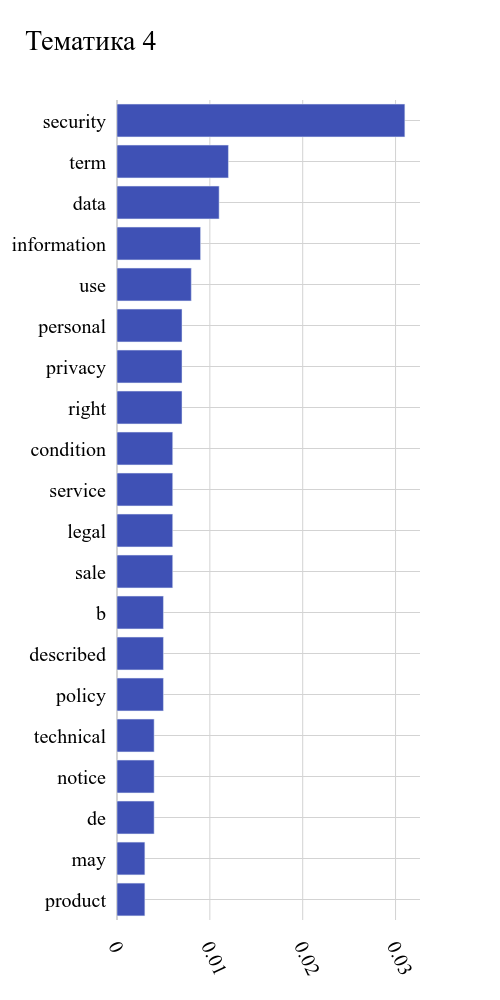 Тематика 4
security
term
data
information
use
personal
privacy
right
condition
service
legal
sale
b
described
policy
technical
notice
de
may
product
0
0.01
0.02
0.03